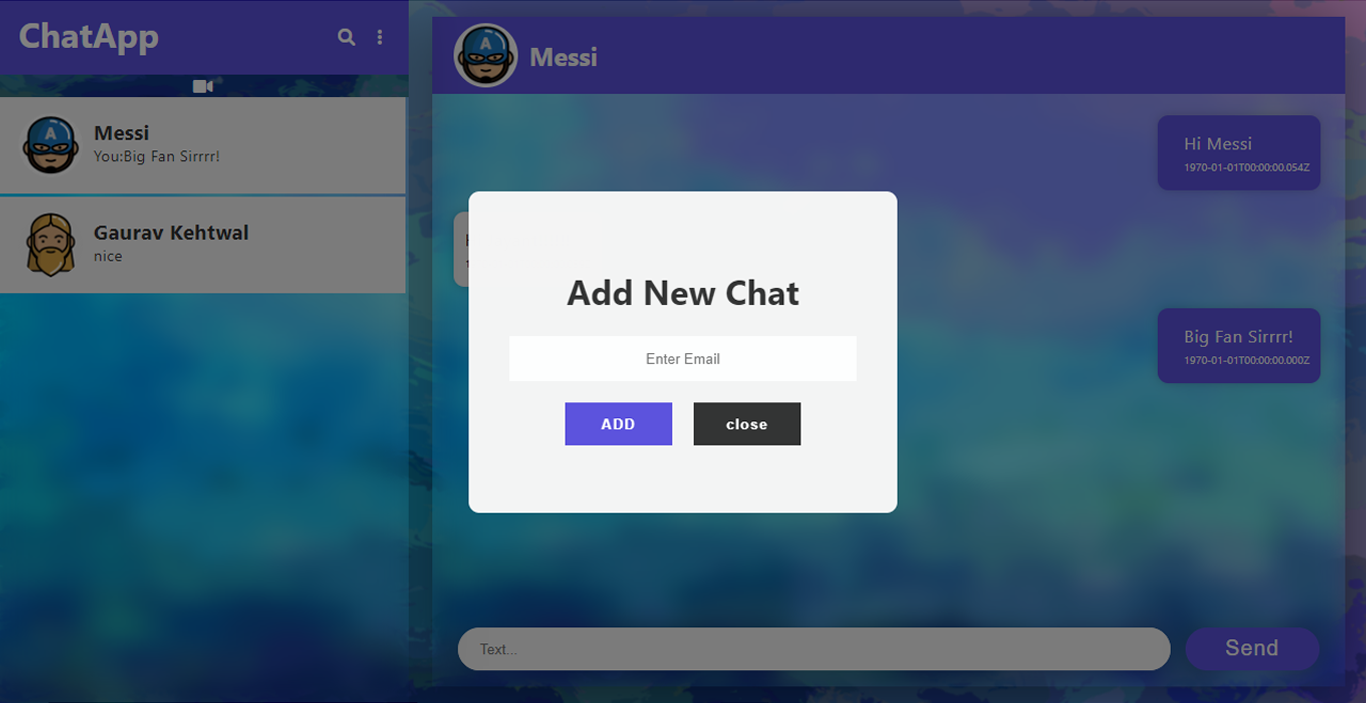 ChatApp
Messi
You:Big Fan Sirrrr!
Gaurav Kehtwal
nice
Messi
Hi Messi
1970-01-01T00:00:00.054Z
Big Fan Sirrrr!
1970-01-01T00:00:00.000Z
Add New Chat
Enter Email
ADD
close
Text...
Send